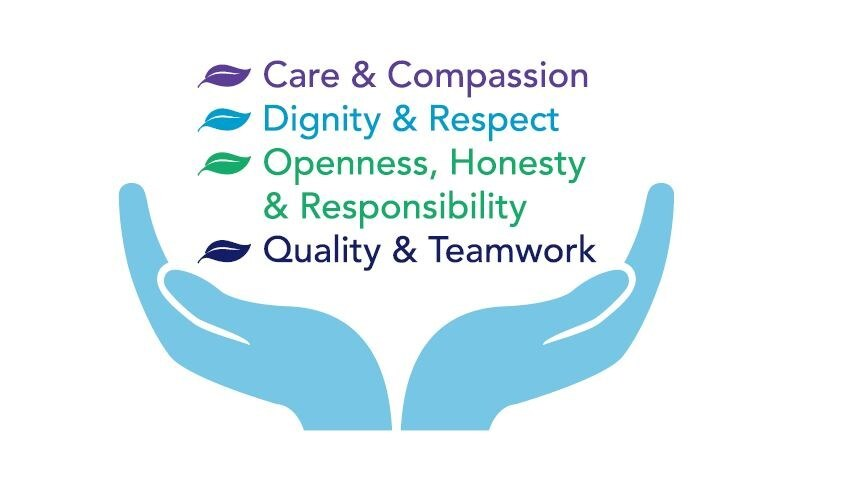 Care & Compassion
Dignity & Respect
Openness, Honesty
& Responsibility
Quality & Teamwork